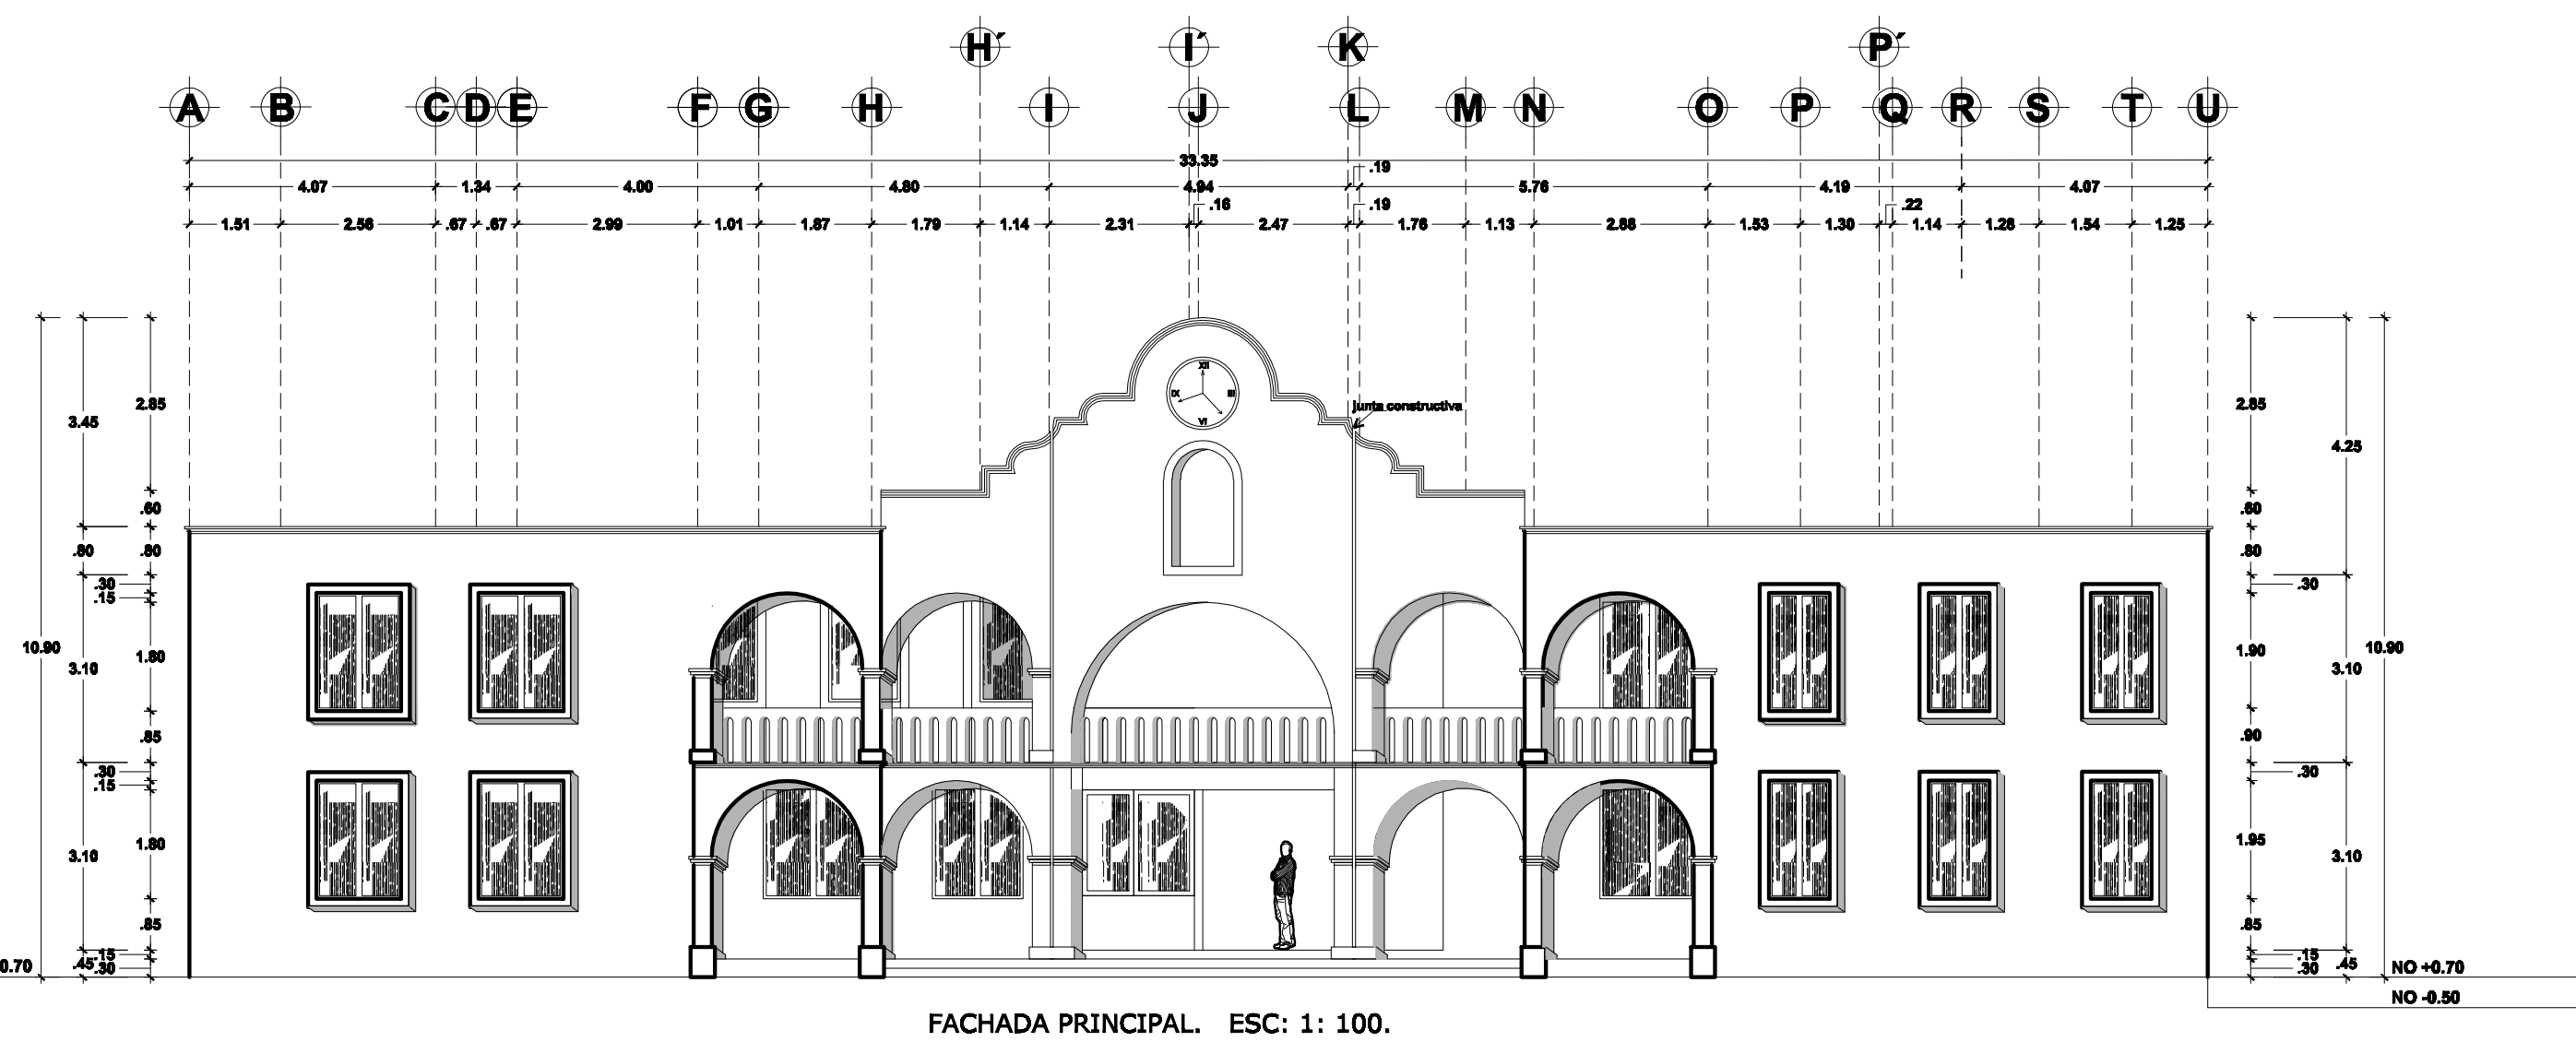 H´ I´ K P´
A B C D E F G H I J L M N O P Q R S T U
33.35
.19
4.07 1.34 4.00 4.80 4.94 5.76 4.19 4.07
.16 .19 .22
1.51 2.56 .67 .67 2.99 1.01 1.87 1.79 1.14 2.31 2.47 1.76 1.13 2.88 1.53 1.30 1.14 1.28 1.54 1.25
XII
IX III
VI
junta constructiva
2.85 2.85
3.45 4.25
.60 .60
.80 .80 .80
.30 .30
.15
10.90 10.90
1.80 1.90
3.10 3.10
.85 .90
.30 .30
.15
1.80 1.95
3.10 3.10
.85 .85
.15 .15
.45 .45
.30 .30
0.70 NO +0.70
NO -0.50
FACHADA PRINCIPAL. ESC: 1: 100.